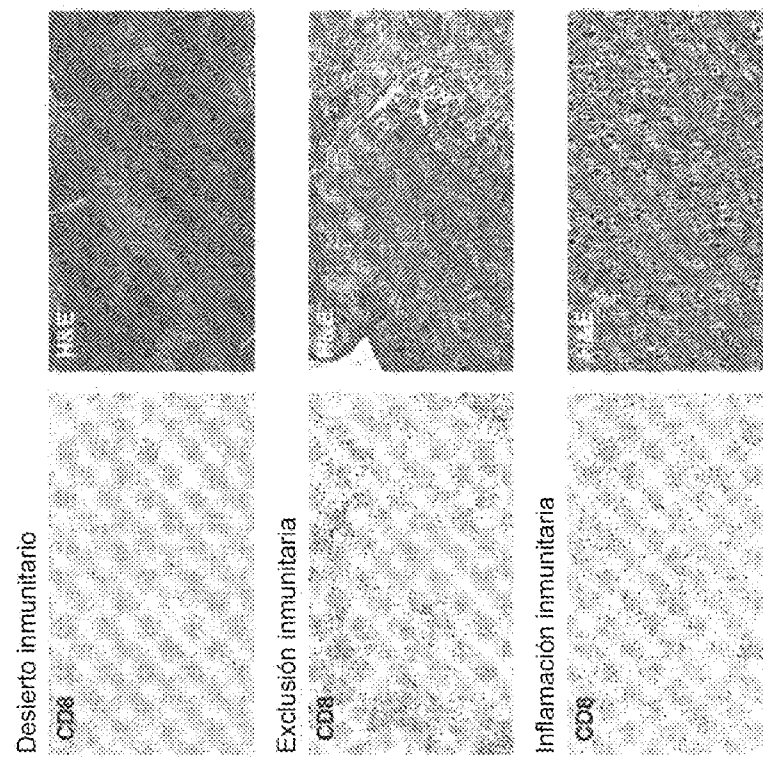 Desierto inmunitario
CD8
H&E
Exclusión inmunitaria
CD8
H&E
Inflamación inmunitaria
CD8
H&E